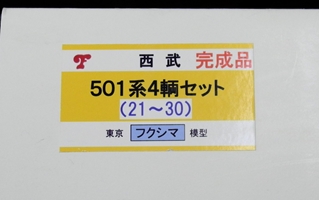 西武 完成品
501系4輌セット
(21～30)
東京 フクシマ 模型